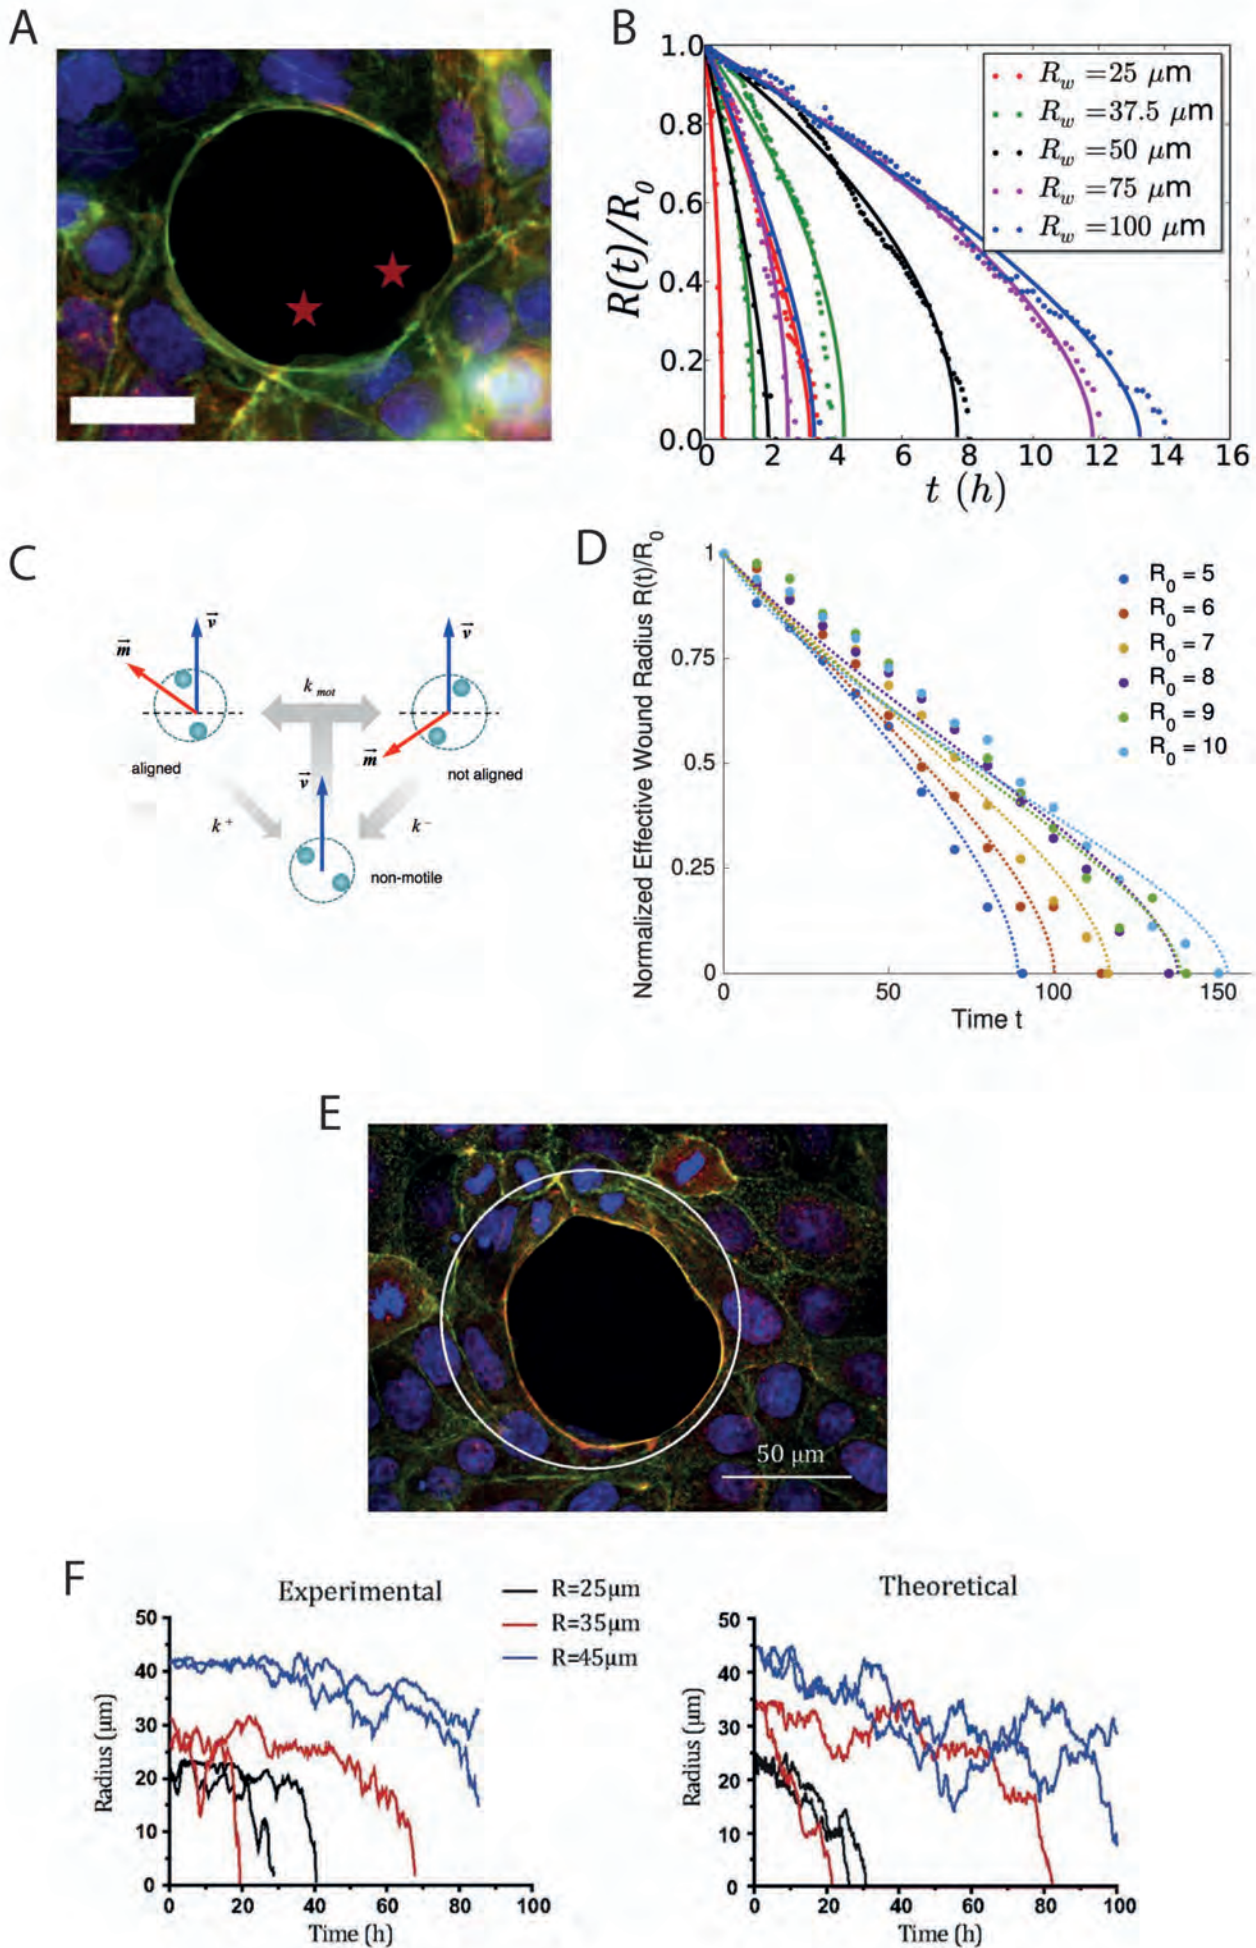 A
B
R(t)/R₀
1.0
0.8
0.6
0.4
0.2
0.0
R_w = 25 μm
R_w = 37.5 μm
R_w = 50 μm
R_w = 75 μm
R_w = 100 μm
0 2 4 6 8 10 12 14 16
t (h)
C
v
m
aligned
k mot
v
m
not aligned
k⁺
v
k⁻
non-motile
D
Normalized Effective Wound Radius R(t)/R₀
1
0.75
0.5
0.25
0
R₀ = 5
R₀ = 6
R₀ = 7
R₀ = 8
R₀ = 9
R₀ = 10
0 50 100 150
Time t
E
50 μm
F
Experimental
R=25μm
R=35μm
R=45μm
Radius (μm)
50
40
30
20
10
0
0 20 40 60 80 100
Time (h)
Theoretical
Radius (μm)
50
40
30
20
10
0
0 20 40 60 80 100
Time (h)